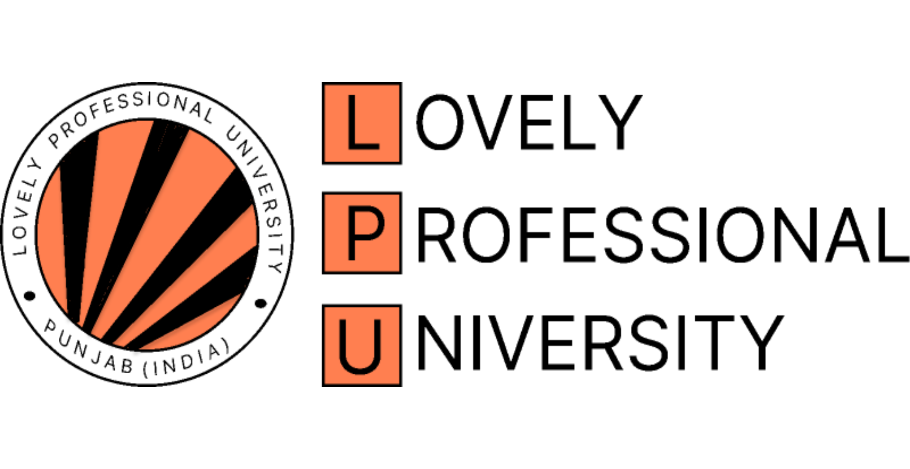 LOVELY PROFESSIONAL UNIVERSITY
PUNJAB (INDIA)
LOVELY
PROFESSIONAL
UNIVERSITY